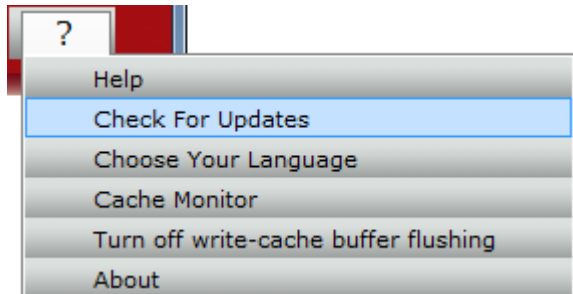 ?
Help
Check For Updates
Choose Your Language
Cache Monitor
Turn off write-cache buffer flushing
About